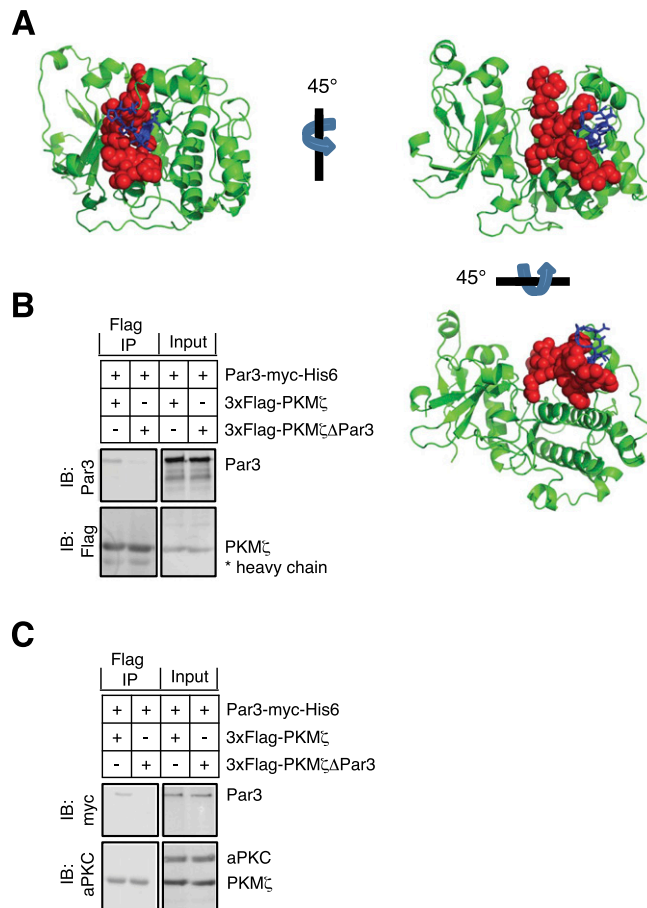 A
45°
45°
B
Flag IP Input
+ + + + Par3-myc-His6
+ - + - 3xFlag-PKMζ
- + - + 3xFlag-PKMζΔPar3
IB: Par3 Par3
IB: Flag PKMζ
* heavy chain
C
Flag IP Input
+ + + + Par3-myc-His6
+ - + - 3xFlag-PKMζ
- + - + 3xFlag-PKMζΔPar3
IB: myc Par3
IB: aPKC aPKC
PKMζ